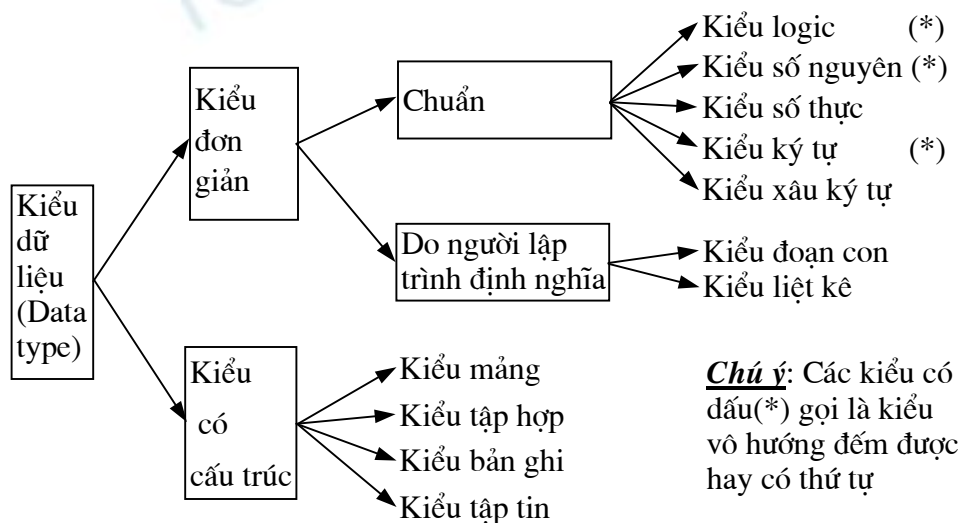 Kiểu
dữ
liệu
(Data
type)
Kiểu
đơn
giản
Chuẩn
Kiểu logic (*)
Kiểu số nguyên (*)
Kiểu số thực
Kiểu ký tự (*)
Kiểu xâu ký tự
Do người lập
trình định nghĩa
Kiểu đoạn con
Kiểu liệt kê
Kiểu
có
cấu trúc
Kiểu mảng
Kiểu tập hợp
Kiểu bản ghi
Kiểu tập tin
Chú ý: Các kiểu có
dấu(*) gọi là kiểu
vô hướng đếm được
hay có thứ tự